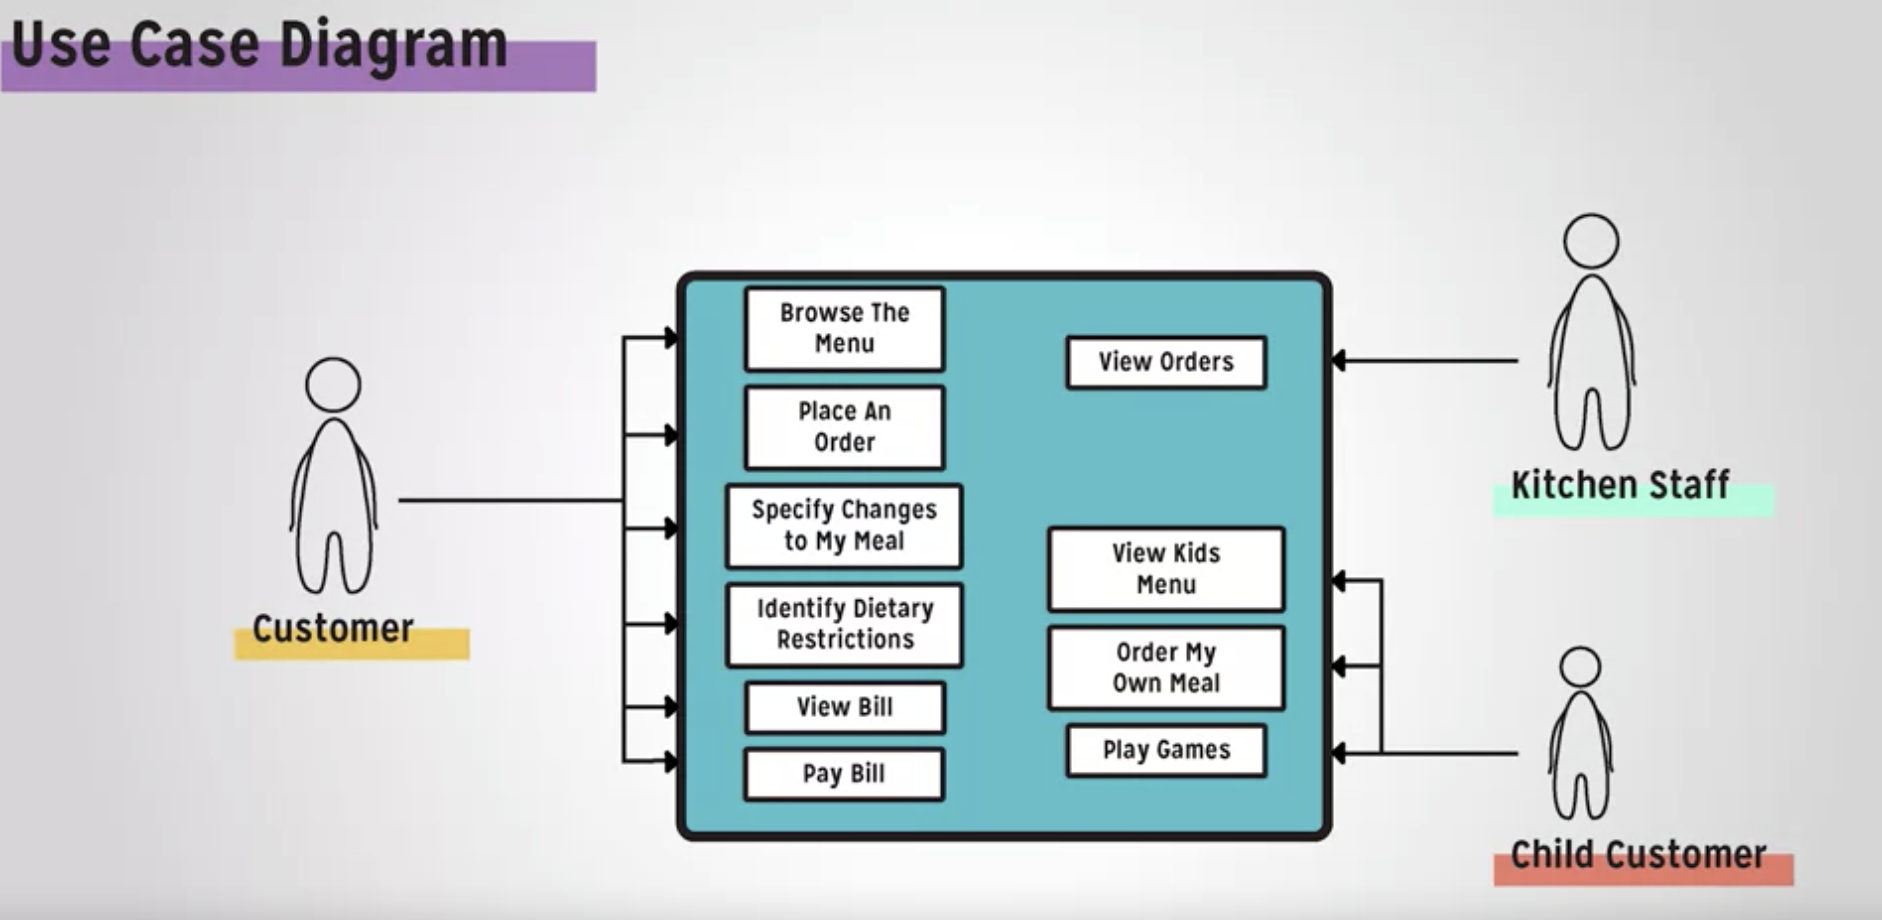 Use Case Diagram
Customer
Browse The
Menu
Place An
Order
Specify Changes
to My Meal
Identify Dietary
Restrictions
View Bill
Pay Bill
View Orders
View Kids
Menu
Order My
Own Meal
Play Games
Kitchen Staff
Child Customer